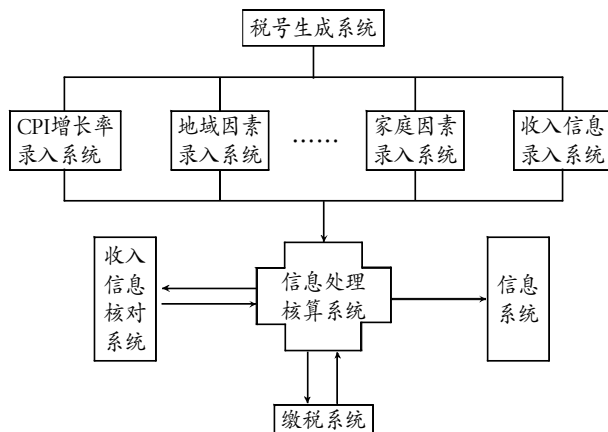 税号生成系统
CPI增长率
录入系统
地域因素
录入系统
……
家庭因素
录入系统
收入信息
录入系统
收入
信息
核对
系统
信息处理
核算系统
信息
系统
缴税系统